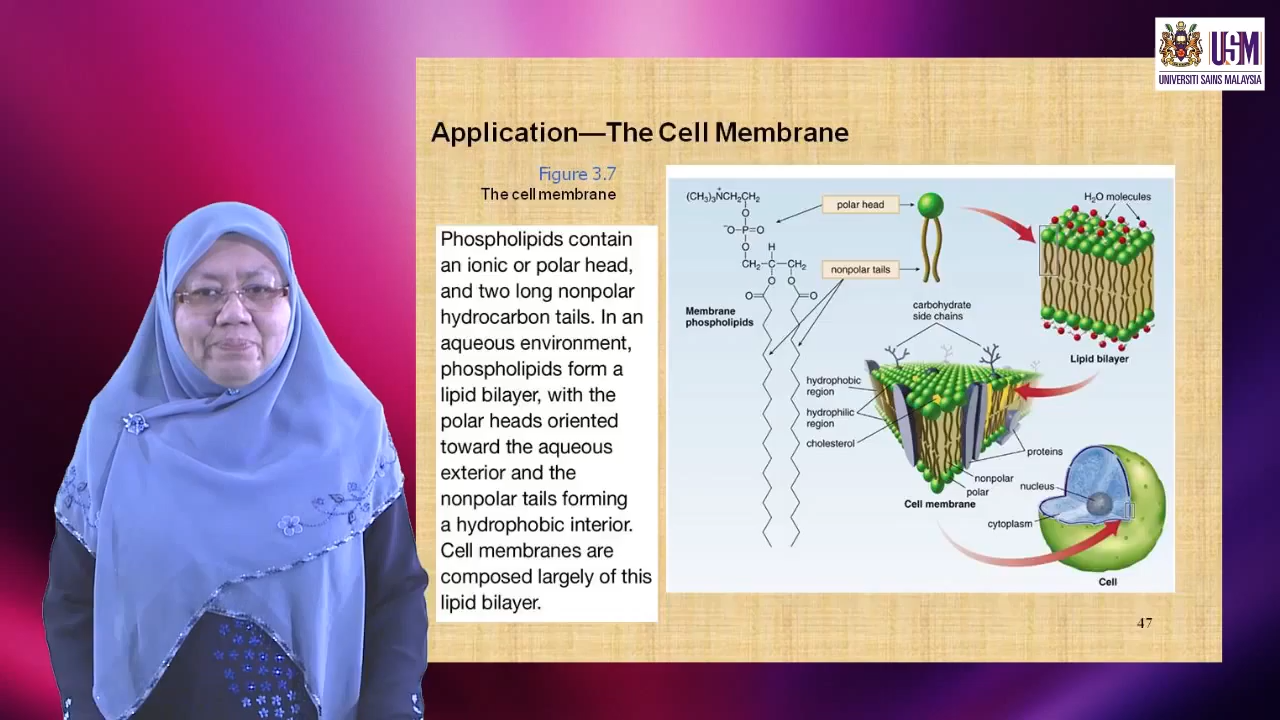 USM
UNIVERSITI SAINS MALAYSIA
Application—The Cell Membrane
Figure 3.7
The cell membrane
Phospholipids contain
an ionic or polar head,
and two long nonpolar
hydrocarbon tails. In an
aqueous environment,
phospholipids form a
lipid bilayer, with the
polar heads oriented
toward the aqueous
exterior and the
nonpolar tails forming
a hydrophobic interior.
Cell membranes are
composed largely of this
lipid bilayer.
(CH₃)₃N⁺CH₂CH₂
O
⁻O–P=O
O
H
CH₂–C–CH₂
O O
O O
Membrane
phospholipids
polar head
nonpolar tails
H₂O molecules
Lipid bilayer
carbohydrate
side chains
hydrophobic
region
hydrophilic
region
cholesterol
proteins
nonpolar
polar
Cell membrane
nucleus
cytoplasm
Cell
47